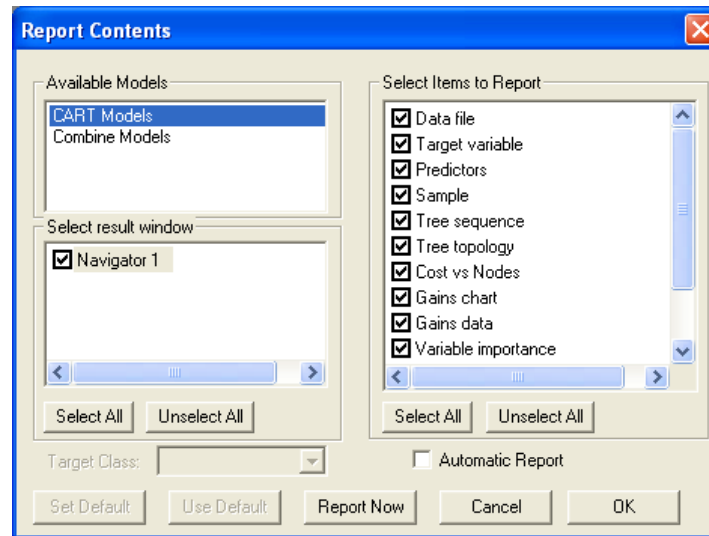 Report Contents
Available Models
CART Models
Combine Models
Select result window
Navigator 1
Select All
Unselect All
Target Class:
Select Items to Report
Data file
Target variable
Predictors
Sample
Tree sequence
Tree topology
Cost vs Nodes
Gains chart
Gains data
Variable importance
Select All
Unselect All
Automatic Report
Set Default
Use Default
Report Now
Cancel
OK